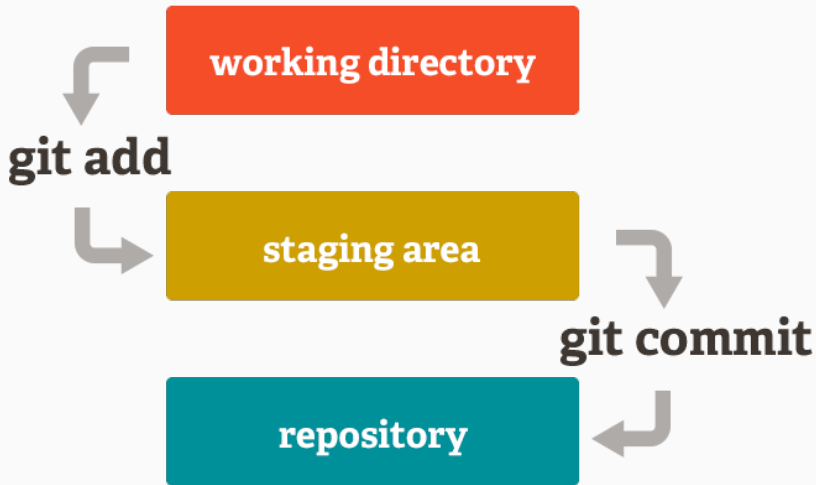 working directory
git add
staging area
git commit
repository